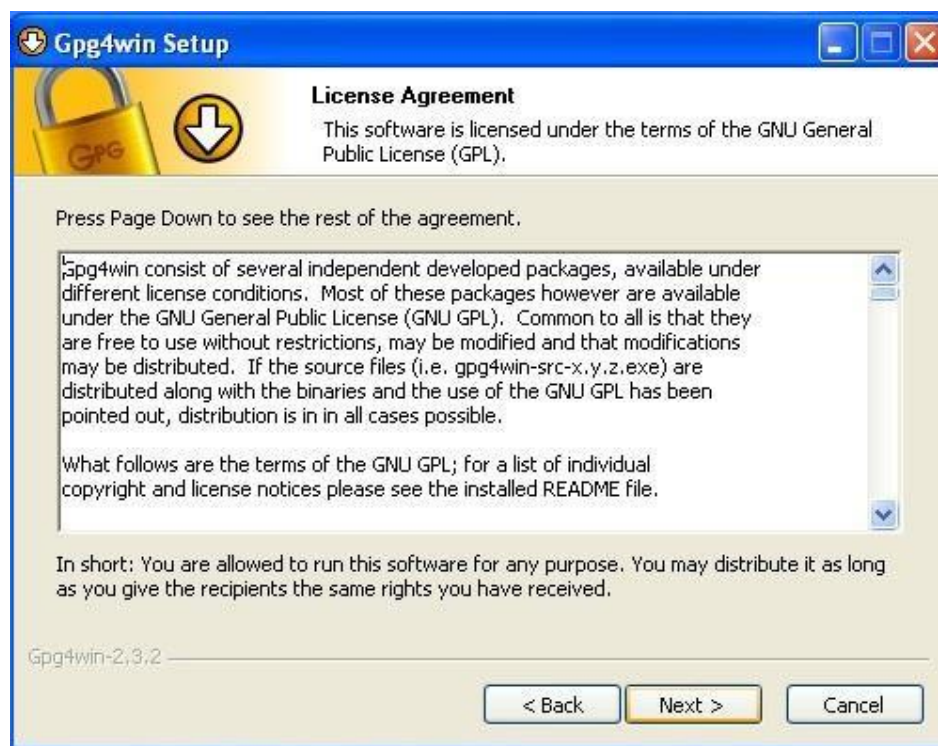 Gpg4win Setup
License Agreement
This software is licensed under the terms of the GNU General
Public License (GPL).
GPG
Press Page Down to see the rest of the agreement.
Gpg4win consist of several independent developed packages, available under
different license conditions.  Most of these packages however are available
under the GNU General Public License (GNU GPL).  Common to all is that they
are free to use without restrictions, may be modified and that modifications
may be distributed.  If the source files (i.e. gpg4win-src-x.y.z.exe) are
distributed along with the binaries and the use of the GNU GPL has been
pointed out, distribution is in in all cases possible.
What follows are the terms of the GNU GPL; for a list of individual
copyright and license notices please see the installed README file.
In short: You are allowed to run this software for any purpose. You may distribute it as long
as you give the recipients the same rights you have received.
Gpg4win-2.3.2
< Back
Next >
Cancel